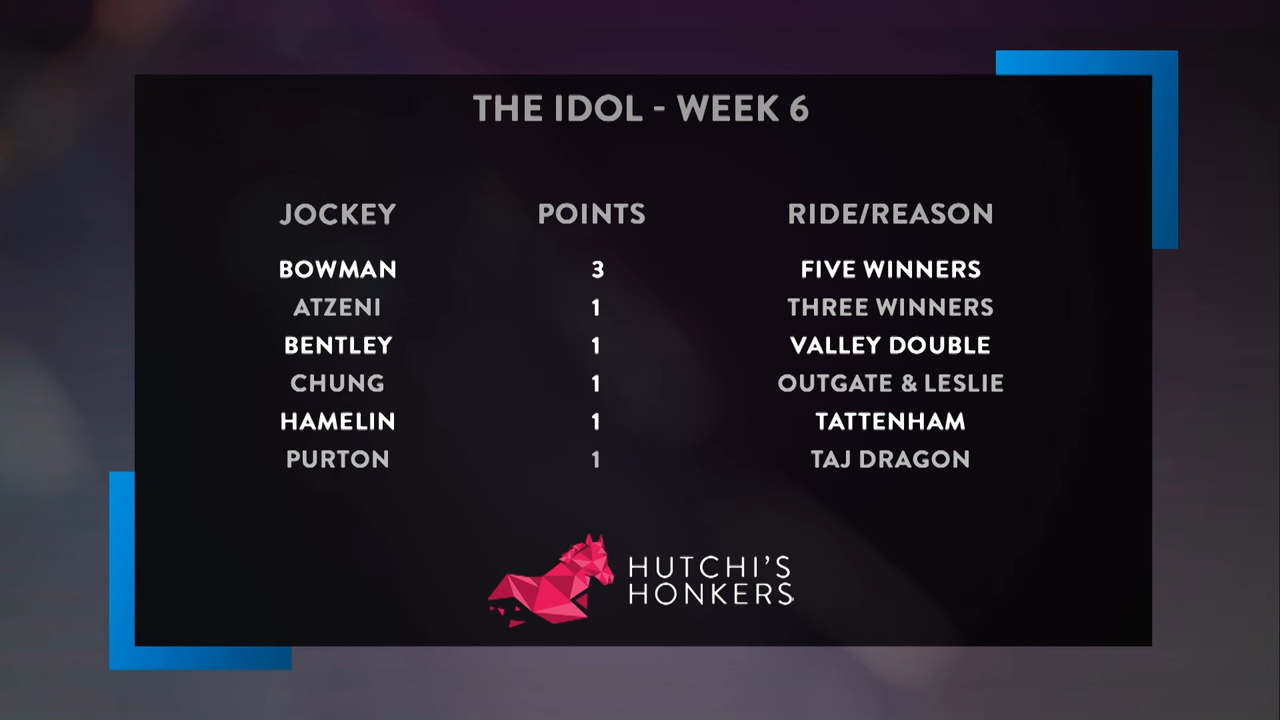 THE IDOL - WEEK 6
JOCKEY POINTS RIDE/REASON
BOWMAN 3 FIVE WINNERS
ATZENI 1 THREE WINNERS
BENTLEY 1 VALLEY DOUBLE
CHUNG 1 OUTGATE & LESLIE
HAMELIN 1 TATTENHAM
PURTON 1 TAJ DRAGON
HUTCHI'S
HONKERS